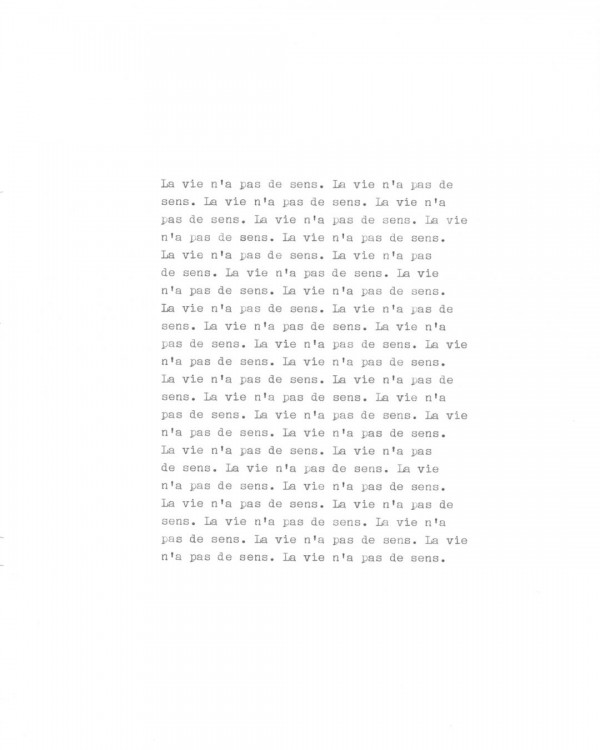 La vie n'a pas de sens. La vie n'a pas de
sens. La vie n'a pas de sens. La vie n'a
pas de sens. La vie n'a pas de sens. La vie
n'a pas de sens. La vie n'a pas de sens.
La vie n'a pas de sens. La vie n'a pas
de sens. La vie n'a pas de sens. La vie
n'a pas de sens. La vie n'a pas de sens.
La vie n'a pas de sens. La vie n'a pas de
sens. La vie n'a pas de sens. La vie n'a
pas de sens. La vie n'a pas de sens. La vie
n'a pas de sens. La vie n'a pas de sens.
La vie n'a pas de sens. La vie n'a pas de
sens. La vie n'a pas de sens. La vie n'a
pas de sens. La vie n'a pas de sens. La vie
n'a pas de sens. La vie n'a pas de sens.
La vie n'a pas de sens. La vie n'a pas
de sens. La vie n'a pas de sens. La vie
n'a pas de sens. La vie n'a pas de sens.
La vie n'a pas de sens. La vie n'a pas de
sens. La vie n'a pas de sens. La vie n'a
pas de sens. La vie n'a pas de sens. La vie
n'a pas de sens. La vie n'a pas de sens.